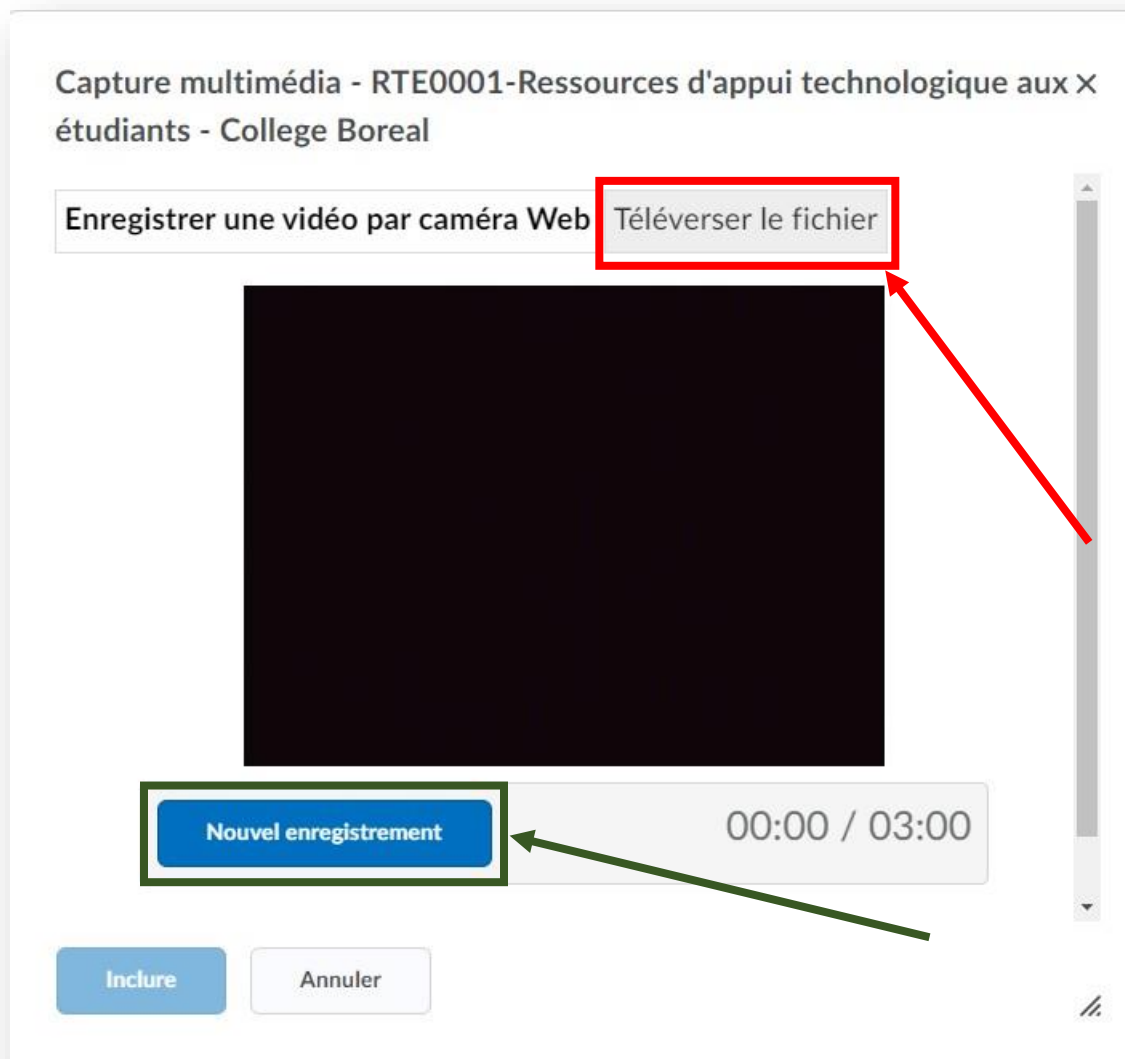 Capture multimédia - RTE0001-Ressources d'appui technologique aux
étudiants - College Boreal
Enregistrer une vidéo par caméra Web Téléverser le fichier
Nouvel enregistrement 00:00 / 03:00
Inclure Annuler